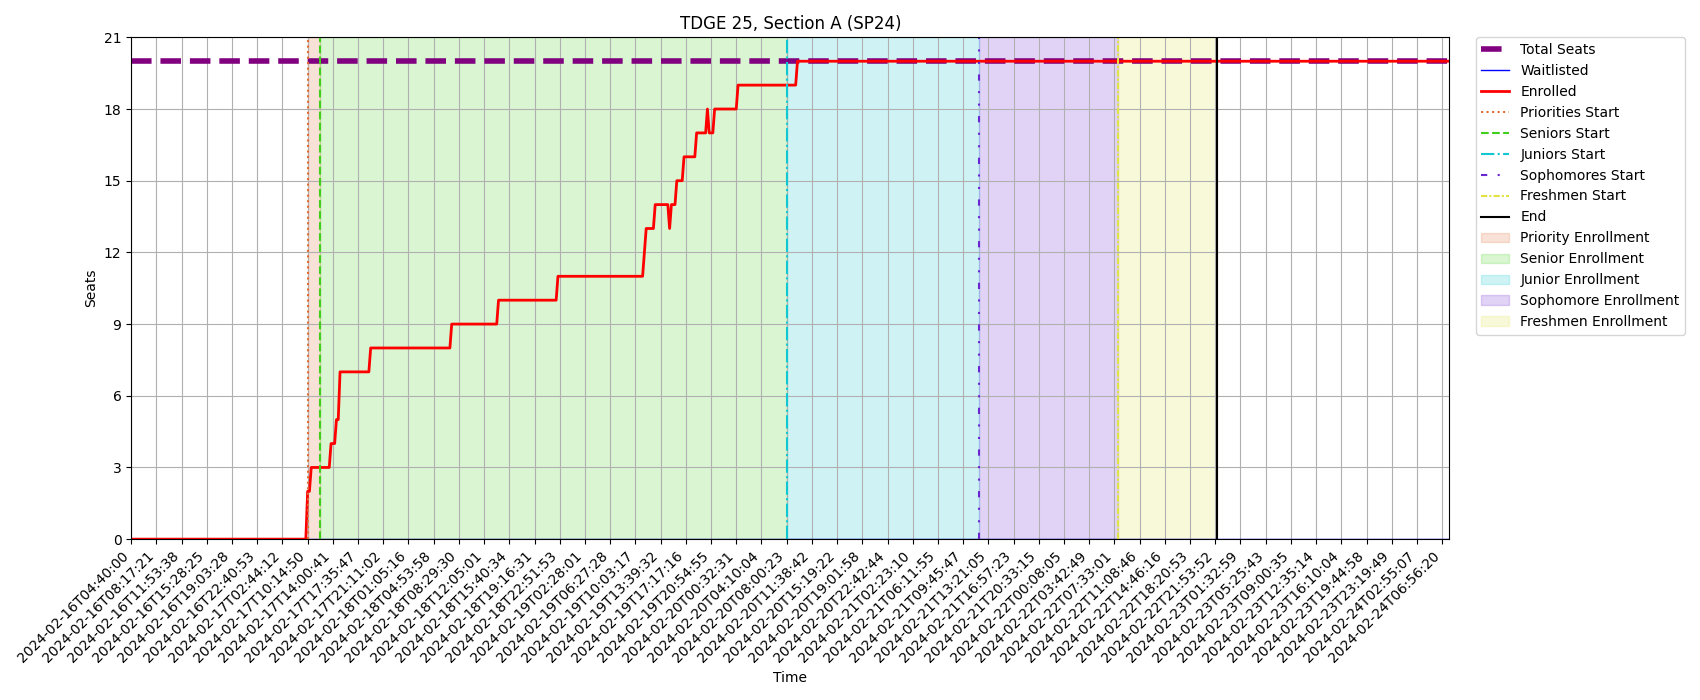 TDGE 25, Section A (SP24)
21
18
15
12
9
6
3
0
Seats
2024-02-16T04:40:00
2024-02-16T08:17:21
2024-02-16T11:53:38
2024-02-16T15:28:25
2024-02-16T19:03:28
2024-02-16T22:40:53
2024-02-17T02:44:12
2024-02-17T10:14:50
2024-02-17T14:00:41
2024-02-17T17:35:47
2024-02-17T21:11:02
2024-02-18T01:05:16
2024-02-18T04:53:58
2024-02-18T08:29:30
2024-02-18T12:05:01
2024-02-18T15:40:34
2024-02-18T19:16:31
2024-02-18T22:51:53
2024-02-19T02:28:01
2024-02-19T06:27:28
2024-02-19T10:03:17
2024-02-19T13:39:32
2024-02-19T17:17:16
2024-02-19T20:54:55
2024-02-20T00:32:31
2024-02-20T04:10:04
2024-02-20T08:00:23
2024-02-20T11:38:42
2024-02-20T15:19:22
2024-02-20T19:01:58
2024-02-20T22:42:44
2024-02-21T02:23:10
2024-02-21T06:11:55
2024-02-21T09:45:47
2024-02-21T13:21:05
2024-02-21T16:57:23
2024-02-21T20:33:15
2024-02-22T00:08:05
2024-02-22T03:42:49
2024-02-22T07:33:01
2024-02-22T11:08:46
2024-02-22T14:46:16
2024-02-22T18:20:53
2024-02-22T21:53:52
2024-02-23T01:32:59
2024-02-23T05:25:43
2024-02-23T09:00:35
2024-02-23T12:35:14
2024-02-23T16:10:04
2024-02-23T19:44:58
2024-02-23T23:19:49
2024-02-24T02:55:07
2024-02-24T06:56:20
Time
Total Seats
Waitlisted
Enrolled
Priorities Start
Seniors Start
Juniors Start
Sophomores Start
Freshmen Start
End
Priority Enrollment
Senior Enrollment
Junior Enrollment
Sophomore Enrollment
Freshmen Enrollment